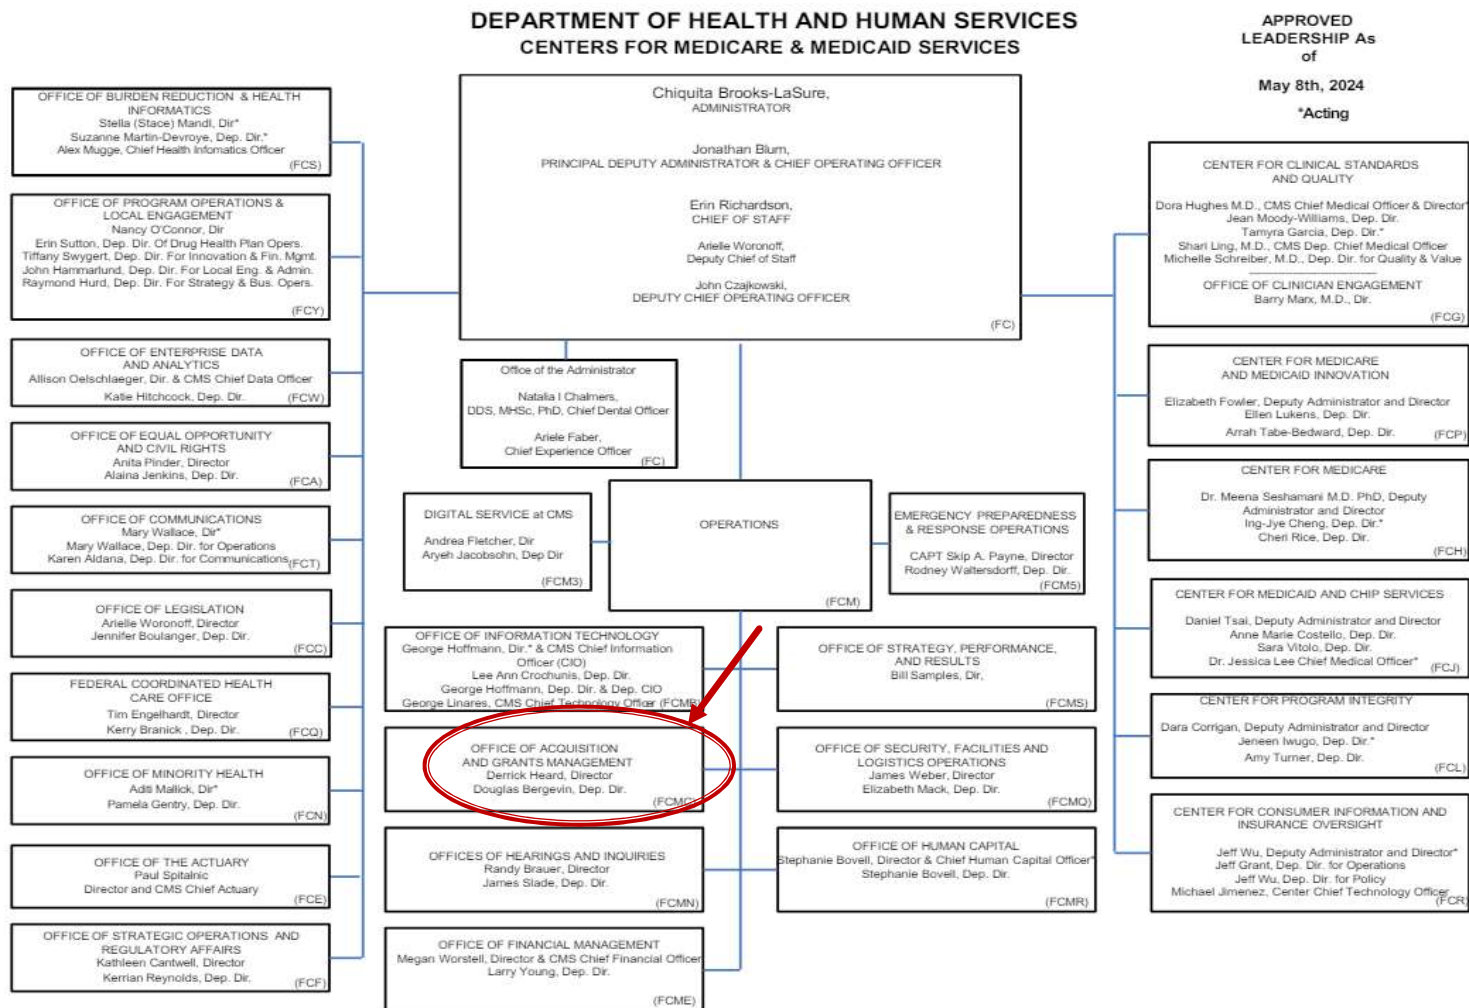 DEPARTMENT OF HEALTH AND HUMAN SERVICES
CENTERS FOR MEDICARE & MEDICAID SERVICES
APPROVED
LEADERSHIP As
of
May 8th, 2024
*Acting
Chiquita Brooks-LaSure,
ADMINISTRATOR
Jonathan Blum,
PRINCIPAL DEPUTY ADMINISTRATOR & CHIEF OPERATING OFFICER
Erin Richardson,
CHIEF OF STAFF
Arielle Woronoff,
Deputy Chief of Staff
John Czajkowski,
DEPUTY CHIEF OPERATING OFFICER
(FC)
OFFICE OF BURDEN REDUCTION & HEALTH
INFORMATICS
Stella (Stace) Mandl, Dir*
Suzanne Martin-Devroye, Dep. Dir.*
Alex Mugge, Chief Health Infomatics Officer
(FCS)
OFFICE OF PROGRAM OPERATIONS &
LOCAL ENGAGEMENT
Nancy O'Connor, Dir
Erin Sutton, Dep. Dir. Of Drug Health Plan Opers.
Tiffany Swygert, Dep. Dir. For Innovation & Fin. Mgmt.
John Hammarlund, Dep. Dir. For Local Eng. & Admin.
Raymond Hurd, Dep. Dir. For Strategy & Bus. Opers.
(FCY)
OFFICE OF ENTERPRISE DATA
AND ANALYTICS
Allison Oelschlaeger, Dir. & CMS Chief Data Officer
Katie Hitchcock, Dep. Dir. (FCW)
OFFICE OF EQUAL OPPORTUNITY
AND CIVIL RIGHTS
Anita Pinder, Director
Alaina Jenkins, Dep. Dir.
(FCA)
OFFICE OF COMMUNICATIONS
Mary Wallace, Dir*
Mary Wallace, Dep. Dir. for Operations
Karen Aldana, Dep. Dir. for Communications
(FCT)
OFFICE OF LEGISLATION
Arielle Woronoff, Director
Jennifer Boulanger, Dep. Dir.
(FCC)
FEDERAL COORDINATED HEALTH
CARE OFFICE
Tim Engelhardt, Director
Kerry Branick , Dep. Dir. (FCQ)
OFFICE OF MINORITY HEALTH
Aditi Mallick, Dir*
Pamela Gentry, Dep. Dir.
(FCN)
OFFICE OF THE ACTUARY
Paul Spitalnic
Director and CMS Chief Actuary
(FCE)
OFFICE OF STRATEGIC OPERATIONS AND
REGULATORY AFFAIRS
Kathleen Cantwell, Director
Kerrian Reynolds, Dep. Dir.
(FCF)
Office of the Administrator
Natalia I Chalmers,
DDS, MHSc, PhD, Chief Dental Officer
Ariele Faber,
Chief Experience Officer
(FC)
DIGITAL SERVICE at CMS
Andrea Fletcher, Dir
Aryeh Jacobsohn, Dep Dir
(FCM3)
OPERATIONS
(FCM)
EMERGENCY PREPAREDNESS
& RESPONSE OPERATIONS
CAPT Skip A. Payne, Director
Rodney Waltersdorff, Dep. Dir.
(FCM5)
OFFICE OF INFORMATION TECHNOLOGY
George Hoffmann, Dir.* & CMS Chief Information
Officer (CIO)
Lee Ann Crochunis, Dep. Dir.
George Hoffmann, Dep. Dir. & Dep. CIO
George Linares, CMS Chief Technology Officer (FCMB)
OFFICE OF STRATEGY, PERFORMANCE,
AND RESULTS
Bill Samples, Dir,
(FCMS)
OFFICE OF ACQUISITION
AND GRANTS MANAGEMENT
Derrick Heard, Director
Douglas Bergevin, Dep. Dir.
(FCMC)
OFFICE OF SECURITY, FACILITIES AND
LOGISTICS OPERATIONS
James Weber, Director
Elizabeth Mack, Dep. Dir.
(FCMQ)
OFFICES OF HEARINGS AND INQUIRIES
Randy Brauer, Director
James Slade, Dep. Dir.
(FCMN)
OFFICE OF HUMAN CAPITAL
Stephanie Bovell, Director & Chief Human Capital Officer*
Stephanie Bovell, Dep. Dir.
(FCMR)
OFFICE OF FINANCIAL MANAGEMENT
Megan Worstell, Director & CMS Chief Financial Officer
Larry Young, Dep. Dir.
(FCME)
CENTER FOR CLINICAL STANDARDS
AND QUALITY
Dora Hughes M.D., CMS Chief Medical Officer & Director*
Jean Moody-Williams, Dep. Dir.
Tamyra Garcia, Dep. Dir.*
Shari Ling, M.D., CMS Dep. Chief Medical Officer
Michelle Schreiber, M.D., Dep. Dir. for Quality & Value
OFFICE OF CLINICIAN ENGAGEMENT
Barry Marx, M.D., Dir.
(FCG)
CENTER FOR MEDICARE
AND MEDICAID INNOVATION
Elizabeth Fowler, Deputy Administrator and Director
Ellen Lukens, Dep. Dir.
Arrah Tabe-Bedward, Dep. Dir. (FCP)
CENTER FOR MEDICARE
Dr. Meena Seshamani M.D. PhD, Deputy
Administrator and Director
Ing-Jye Cheng, Dep. Dir.*
Cheri Rice, Dep. Dir.
(FCH)
CENTER FOR MEDICAID AND CHIP SERVICES
Daniel Tsai, Deputy Administrator and Director
Anne Marie Costello, Dep. Dir.
Sara Vitolo, Dep. Dir.
Dr. Jessica Lee Chief Medical Officer*
(FCJ)
CENTER FOR PROGRAM INTEGRITY
Dara Corrigan, Deputy Administrator and Director
Jeneen Iwugo, Dep. Dir.*
Amy Turner, Dep. Dir.
(FCL)
CENTER FOR CONSUMER INFORMATION AND
INSURANCE OVERSIGHT
Jeff Wu, Deputy Administrator and Director*
Jeff Grant, Dep. Dir. for Operations
Jeff Wu, Dep. Dir. for Policy
Michael Jimenez, Center Chief Technology Officer
(FCR)